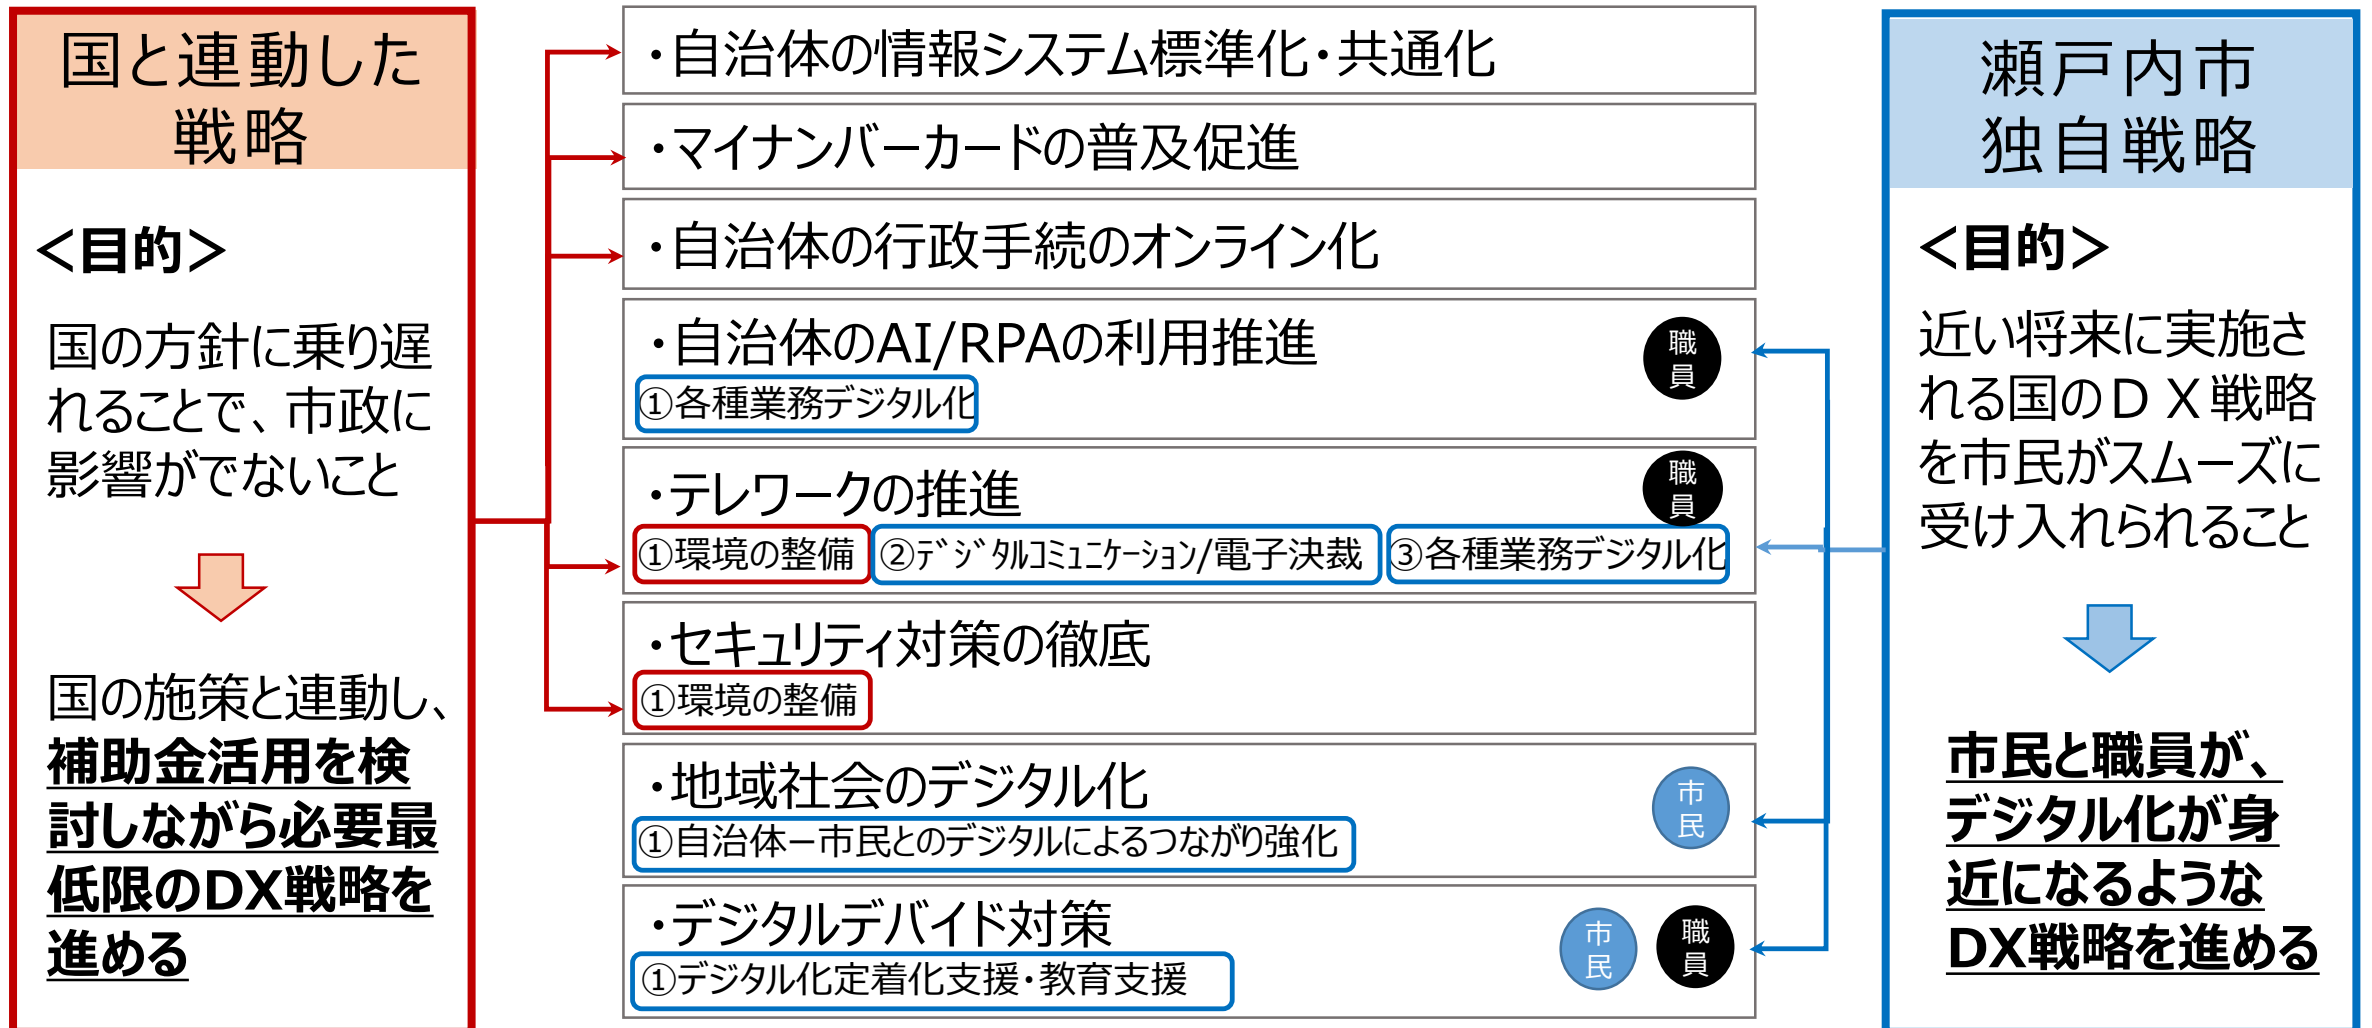 国と連動した
戦略
＜目的＞
国の方針に乗り遅
れることで、市政に
影響がでないこと
国の施策と連動し、
補助金活用を検
討しながら必要最
低限のDX戦略を
進める
・自治体の情報システム標準化・共通化
・マイナンバーカードの普及促進
・自治体の行政手続のオンライン化
・自治体のAI/RPAの利用推進
職
員
①各種業務デジタル化
・テレワークの推進
職
員
①環境の整備
②ﾃﾞｼﾞﾀﾙｺﾐｭﾆｹｰｼｮﾝ/電子決裁
③各種業務デジタル化
・セキュリティ対策の徹底
①環境の整備
・地域社会のデジタル化
市
民
①自治体－市民とのデジタルによるつながり強化
・デジタルデバイド対策
市
民
職
員
①デジタル化定着化支援・教育支援
瀬戸内市
独自戦略
＜目的＞
近い将来に実施さ
れる国のＤＸ戦略
を市民がスムーズに
受け入れられること
市民と職員が、
デジタル化が身
近になるような
DX戦略を進める